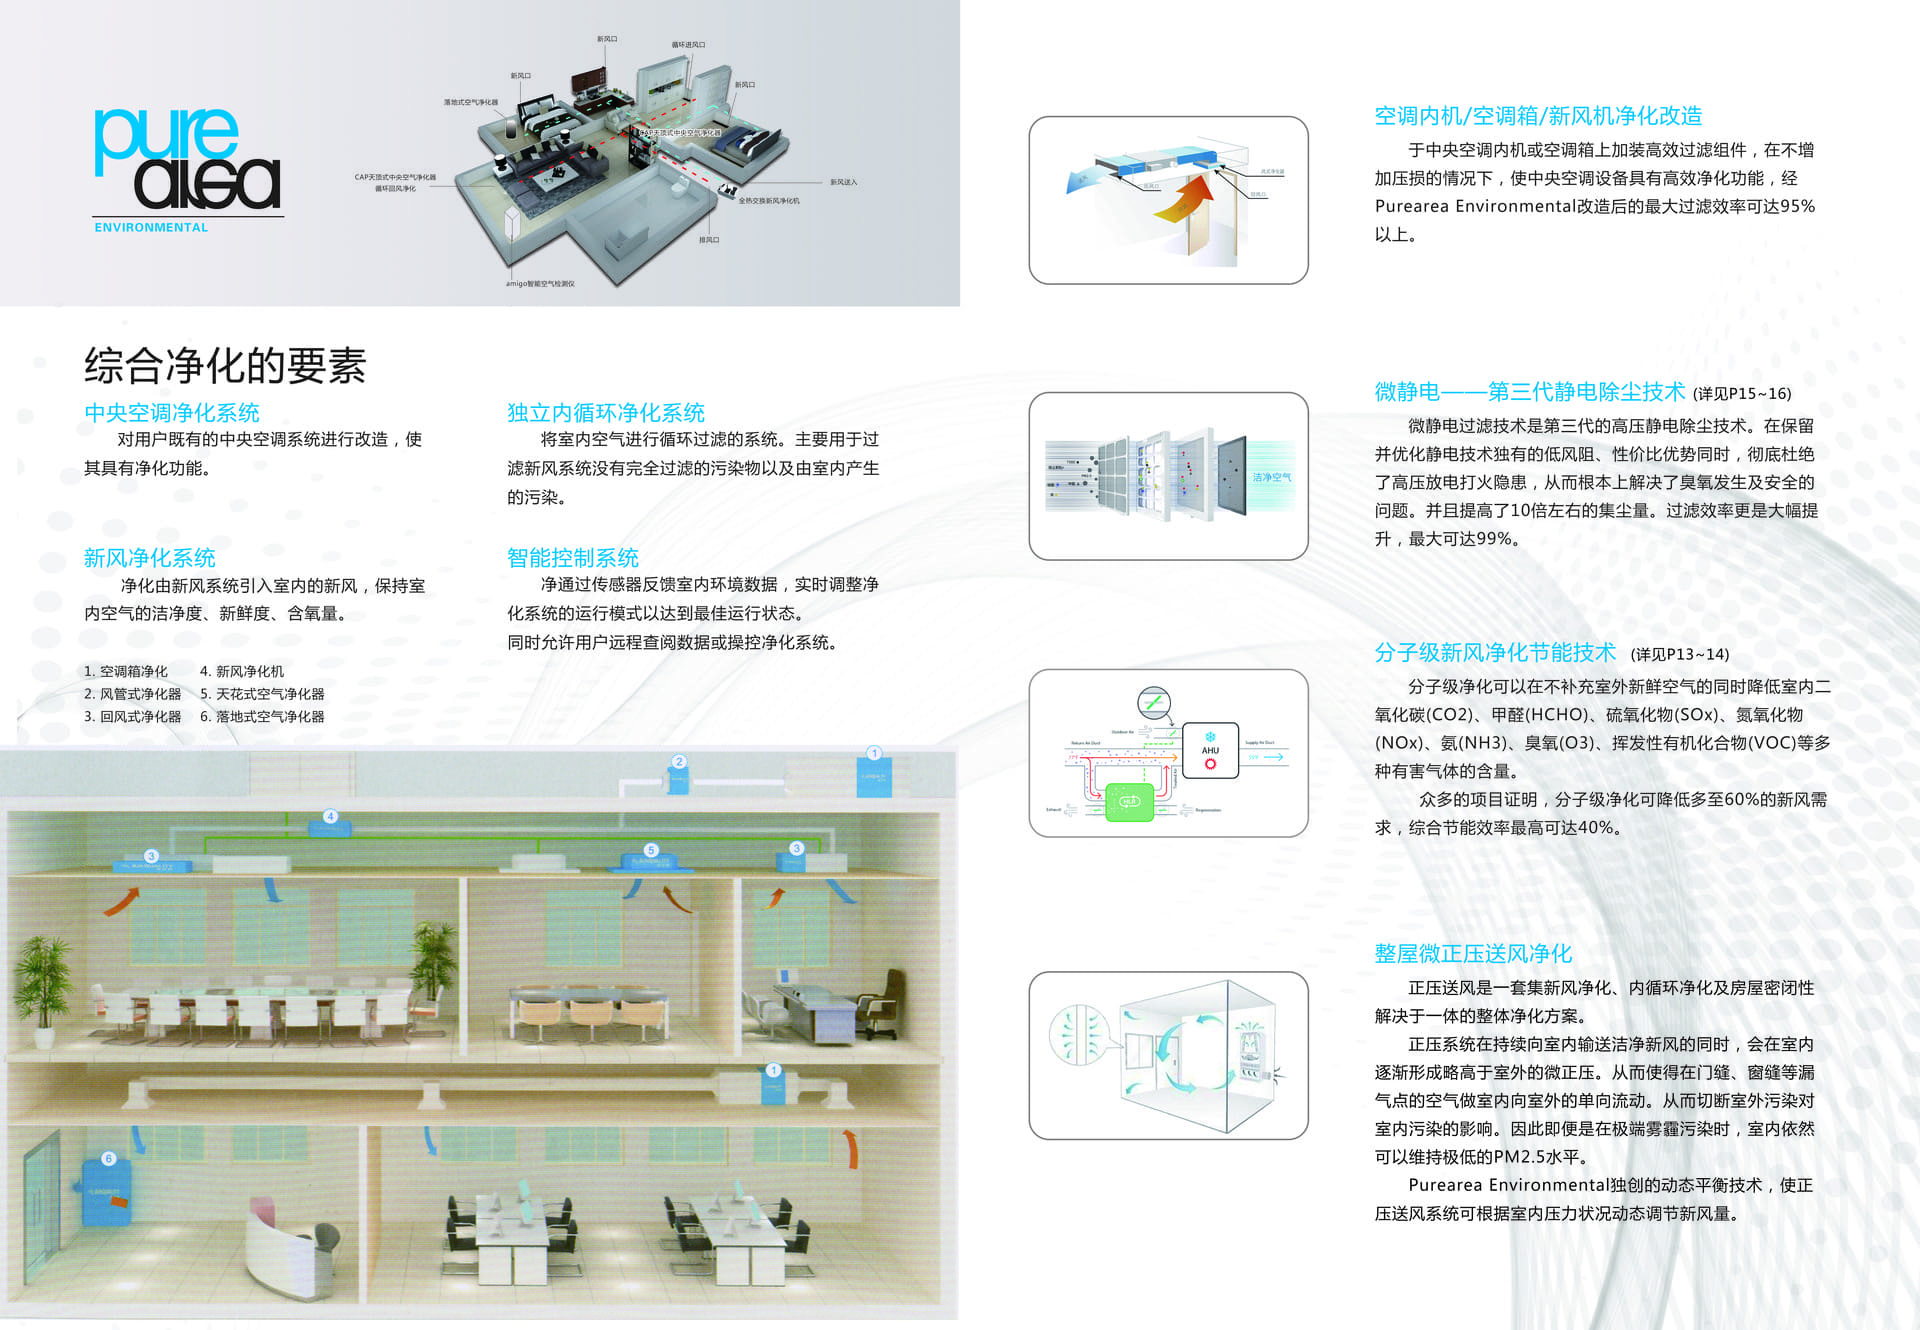 pure
area
ENVIRONMENTAL
新风口
循环进风口
新风口
新风口
落地式空气净化器
CAP天顶式中央空气净化器
CAP天顶式中央空气净化器
循环回风净化
新风送入
全热交换新风净化机
排风口
amigo智能空气检测仪
综合净化的要素
中央空调净化系统
对用户既有的中央空调系统进行改造，使
其具有净化功能。
新风净化系统
净化由新风系统引入室内的新风，保持室
内空气的洁净度、新鲜度、含氧量。
独立内循环净化系统
将室内空气进行循环过滤的系统。主要用于过
滤新风系统没有完全过滤的污染物以及由室内产生
的污染。
智能控制系统
净通过传感器反馈室内环境数据，实时调整净
化系统的运行模式以达到最佳运行状态。
同时允许用户远程查阅数据或操控净化系统。
1. 空调箱净化
2. 风管式净化器
3. 回风式净化器
4. 新风净化机
5. 天花式空气净化器
6. 落地式空气净化器
1
2
4
3
5
3
1
6
空调内机/空调箱/新风机净化改造
于中央空调内机或空调箱上加装高效过滤组件，在不增
加压损的情况下，使中央空调设备具有高效净化功能，经
Purearea Environmental改造后的最大过滤效率可达95%
以上。
洁净空气
微静电——第三代静电除尘技术 (详见P15~16)
微静电过滤技术是第三代的高压静电除尘技术。在保留
并优化静电技术独有的低风阻、性价比优势同时，彻底杜绝
了高压放电打火隐患，从而根本上解决了臭氧发生及安全的
问题。并且提高了10倍左右的集尘量。过滤效率更是大幅提
升，最大可达99%。
Outdoor Air
Return Air Duct
AHU
Supply Air Duct
HLR
Exhaust
Regeneration
分子级新风净化节能技术 (详见P13~14)
分子级净化可以在不补充室外新鲜空气的同时降低室内二
氧化碳(CO2)、甲醛(HCHO)、硫氧化物(SOx)、氮氧化物
(NOx)、氨(NH3)、臭氧(O3)、挥发性有机化合物(VOC)等多
种有害气体的含量。
众多的项目证明，分子级净化可降低多至60%的新风需
求，综合节能效率最高可达40%。
整屋微正压送风净化
正压送风是一套集新风净化、内循环净化及房屋密闭性
解决于一体的整体净化方案。
正压系统在持续向室内输送洁净新风的同时，会在室内
逐渐形成略高于室外的微正压。从而使得在门缝、窗缝等漏
气点的空气做室内向室外的单向流动。从而切断室外污染对
室内污染的影响。因此即便是在极端雾霾污染时，室内依然
可以维持极低的PM2.5水平。
Purearea Environmental独创的动态平衡技术，使正
压送风系统可根据室内压力状况动态调节新风量。